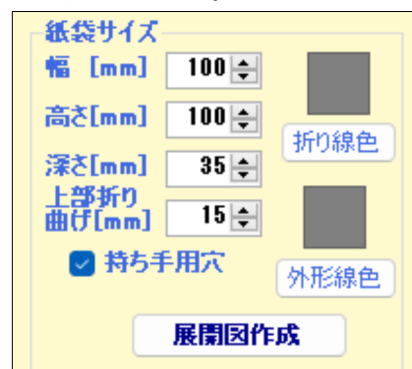 紙袋サイズ
幅 [mm] 100
高さ[mm] 100
折り線色
深さ[mm] 35
上部折り
曲げ[mm] 15
持ち手用穴
外形線色
展開図作成